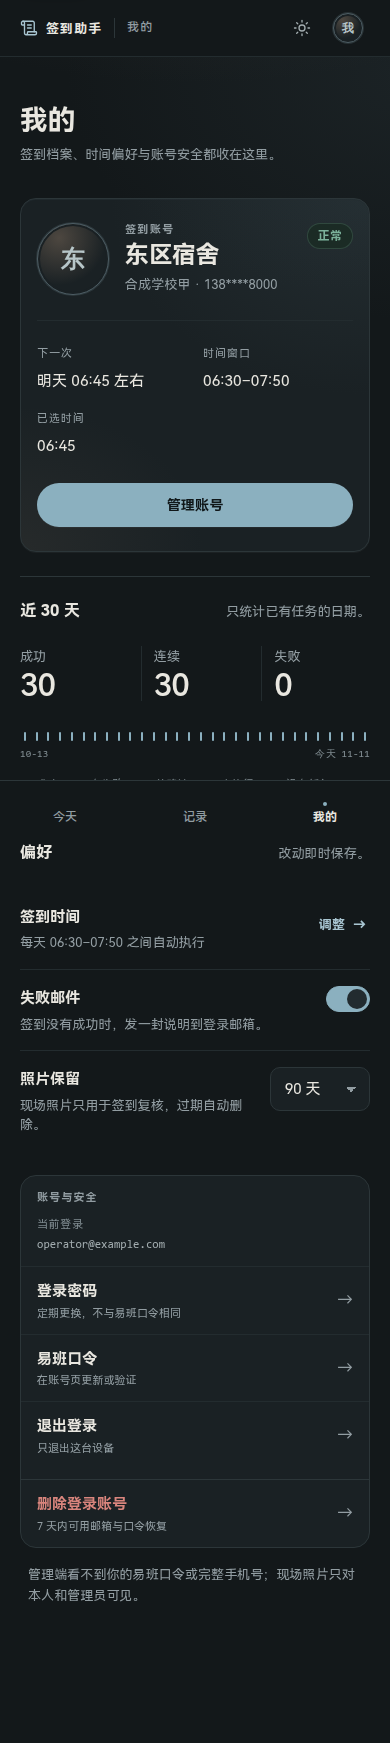 签到助手 我的 我
我的
签到档案、时间偏好与账号安全都收在这里。
东
签到账号
东区宿舍
正常
合成学校甲 · 138****8000
下一次 时间窗口
明天 06:45 左右 06:30–07:50
已选时间
06:45
管理账号
近 30 天 只统计已有任务的日期。
成功 连续 失败
30 30 0
10-13 今天 11-11
今天 记录 我的
偏好 改动即时保存。
签到时间
每天 06:30–07:50 之间自动执行
调整 →
失败邮件
签到没有成功时，发一封说明到登录邮箱。
照片保留
现场照片只用于签到复核，过期自动删
除。
90 天
账号与安全
当前登录
operator@example.com
登录密码
定期更换，不与易班口令相同
→
易班口令
在账号页更新或验证
→
退出登录
只退出这台设备
→
删除登录账号
7 天内可用邮箱与口令恢复
→
管理端看不到你的易班口令或完整手机号；现场照片只对
本人和管理员可见。